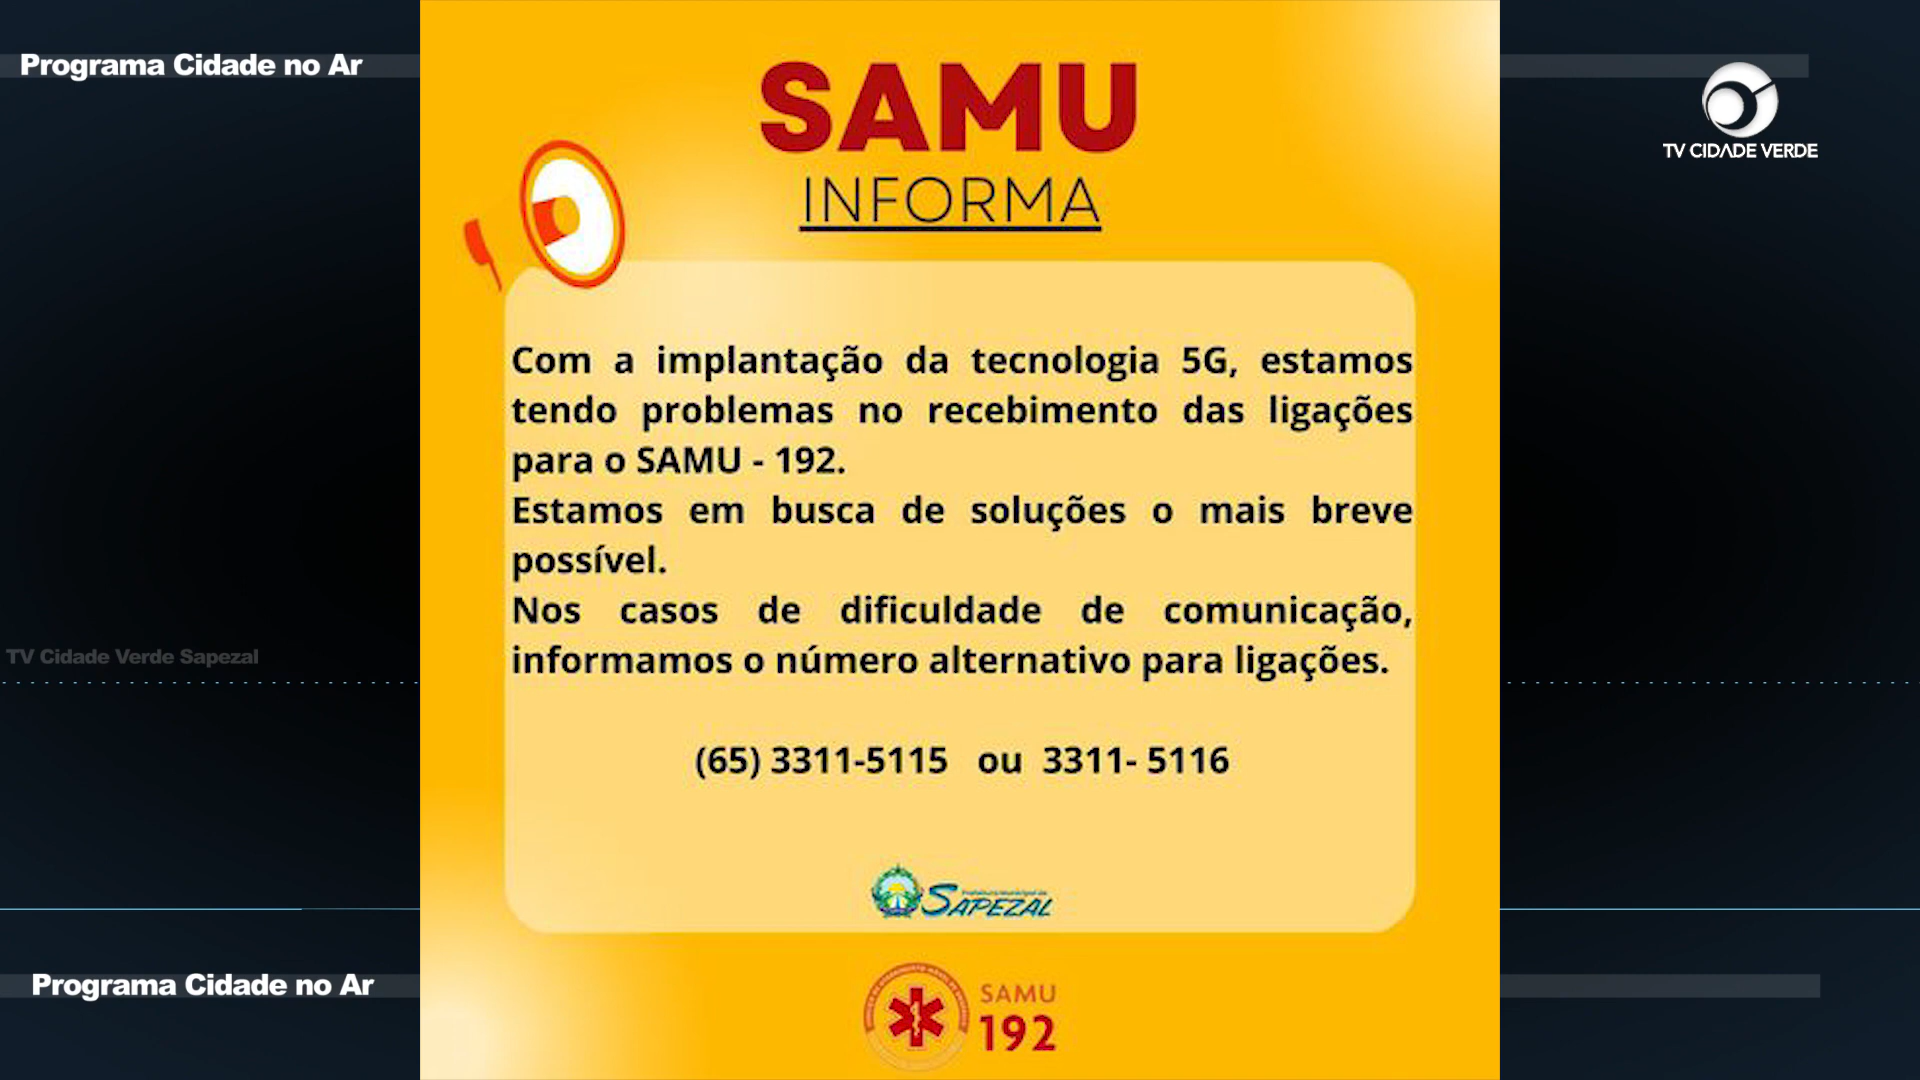 Programa Cidade no Ar
TV CIDADE VERDE
SAMU
INFORMA
Com a implantação da tecnologia 5G, estamos
tendo problemas no recebimento das ligações
para o SAMU - 192.
Estamos em busca de soluções o mais breve
possível.
Nos casos de dificuldade de comunicação,
informamos o número alternativo para ligações.
TV Cidade Verde Sapezal
(65) 3311-5115 ou 3311- 5116
Prefeitura Municipal de
SAPEZAL
Programa Cidade no Ar
SAMU
192